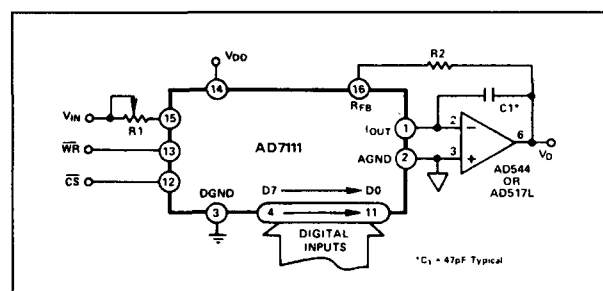 VDD
R2
14
16
RFB
C1*
VIN
R1
15
IOUT
1
2
−
6
VD
WR
13
AD7111
AGND
2
3
+
CS
12
AD544
OR
AD517L
DGND
D7
D0
3
4
11
DIGITAL
INPUTS
*C1 = 47pF Typical